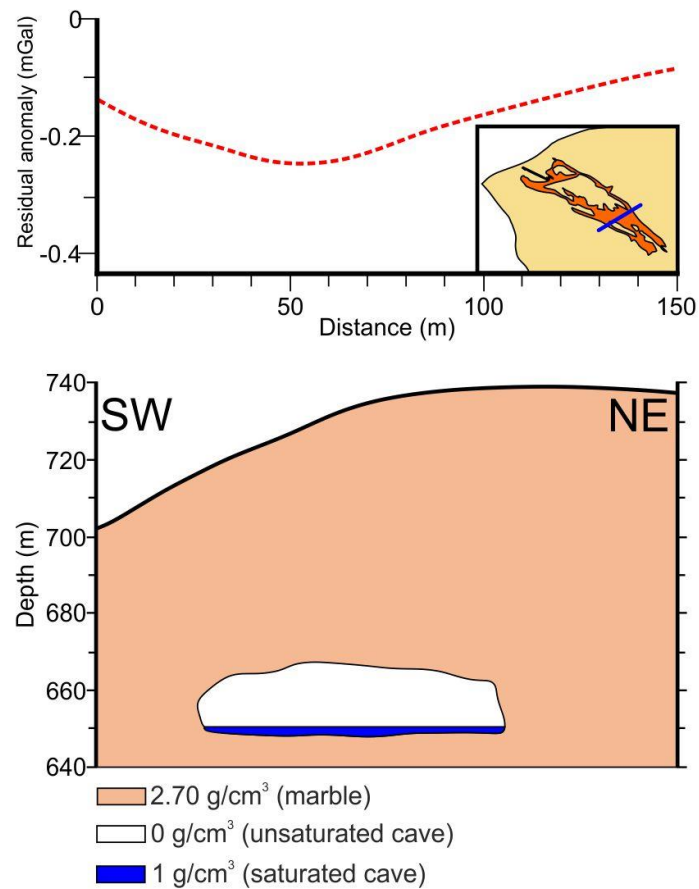 Residual anomaly (mGal)
0
-0.2
-0.4
0
50
100
150
Distance (m)
SW
NE
Depth (m)
740
720
700
680
660
640
2.70 g/cm³ (marble)
0 g/cm³ (unsaturated cave)
1 g/cm³ (saturated cave)